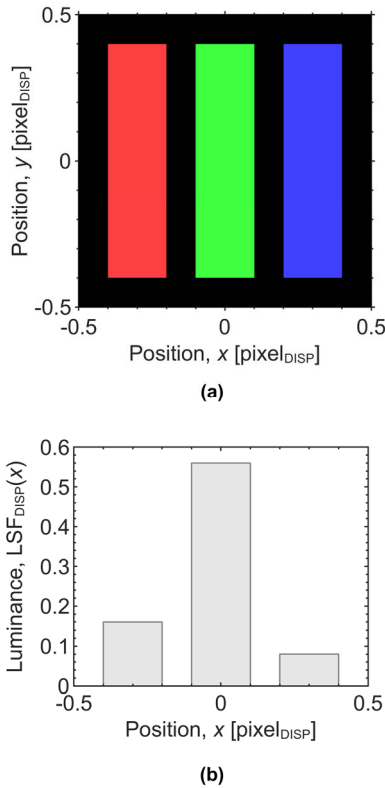 0.5
0
-0.5
Position, y [pixelDISP]
-0.5 0 0.5
Position, x [pixelDISP]
(a)
0.6
0.5
0.4
0.3
0.2
0.1
0
Luminance, LSFDISP(x)
-0.5 0 0.5
Position, x [pixelDISP]
(b)